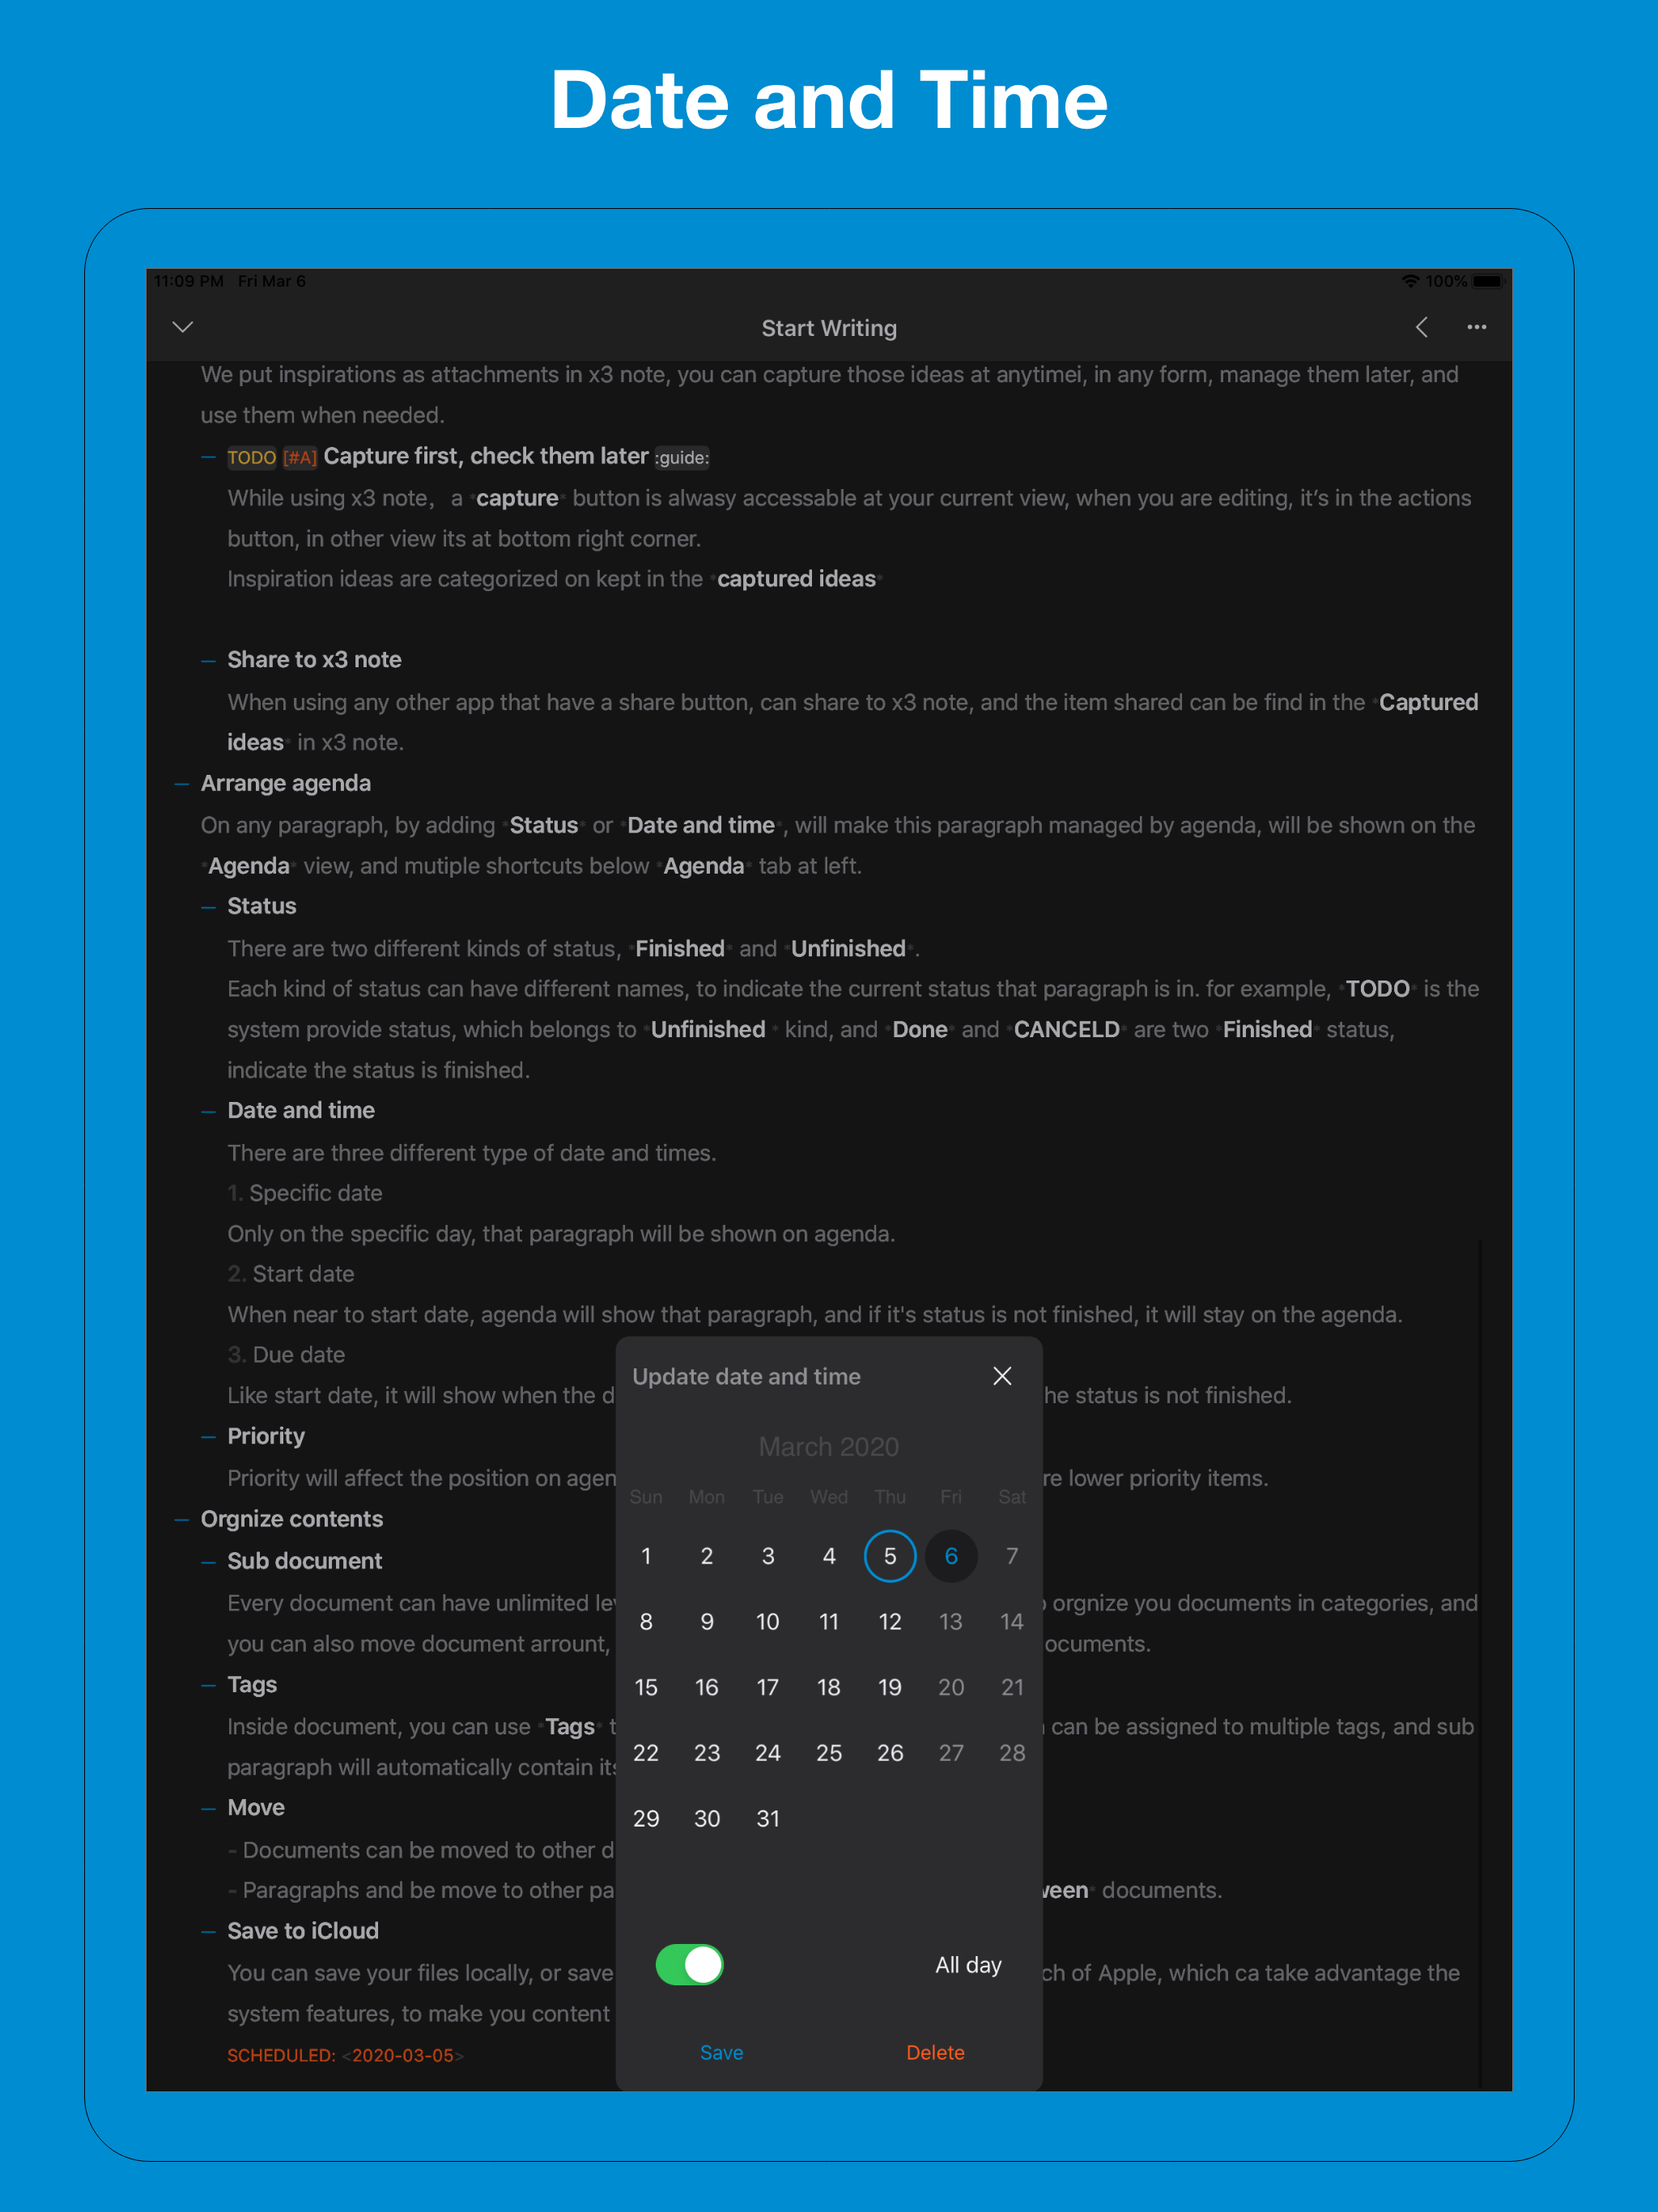 Date and Time
11:09 PM Fri Mar 6
100%
Start Writing
We put inspirations as attachments in x3 note, you can capture those ideas at anytimei, in any form, manage them later, and
use them when needed.
— TODO [#A] Capture first, check them later :guide:
While using x3 note， a *capture* button is alwasy accessable at your current view, when you are editing, it’s in the actions
button, in other view its at bottom right corner.
Inspiration ideas are categorized on kept in the *captured ideas*
— Share to x3 note
When using any other app that have a share button, can share to x3 note, and the item shared can be find in the *Captured
ideas* in x3 note.
— Arrange agenda
On any paragraph, by adding *Status* or *Date and time*, will make this paragraph managed by agenda, will be shown on the
*Agenda* view, and mutiple shortcuts below *Agenda* tab at left.
— Status
There are two different kinds of status, *Finished* and *Unfinished*.
Each kind of status can have different names, to indicate the current status that paragraph is in. for example, *TODO* is the
system provide status, which belongs to *Unfinished * kind, and *Done* and *CANCELD* are two *Finished* status,
indicate the status is finished.
— Date and time
There are three different type of date and times.
1. Specific date
Only on the specific day, that paragraph will be shown on agenda.
2. Start date
When near to start date, agenda will show that paragraph, and if it's status is not finished, it will stay on the agenda.
3. Due date
Like start date, it will show when the d
he status is not finished.
— Priority
Priority will affect the position on agen
re lower priority items.
— Orgnize contents
— Sub document
Every document can have unlimited le
orgnize you documents in categories, and
you can also move document arrount,
ocuments.
— Tags
Inside document, you can use *Tags* t
can be assigned to multiple tags, and sub
paragraph will automatically contain its
— Move
- Documents can be moved to other d
- Paragraphs and be move to other pa
ween* documents.
— Save to iCloud
You can save your files locally, or save
ch of Apple, which ca take advantage the
system features, to make you content
SCHEDULED: <2020-03-05>
Update date and time
March 2020
Sun Mon Tue Wed Thu Fri Sat
1 2 3 4 5 6 7
8 9 10 11 12 13 14
15 16 17 18 19 20 21
22 23 24 25 26 27 28
29 30 31
All day
Save Delete